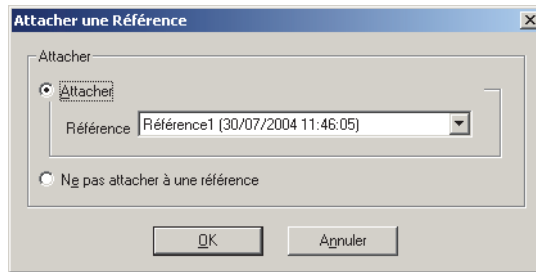 Attacher une Référence
Attacher
Attacher
Référence Référence1 (30/07/2004 11:46:05)
Ne pas attacher à une référence
OK Annuler